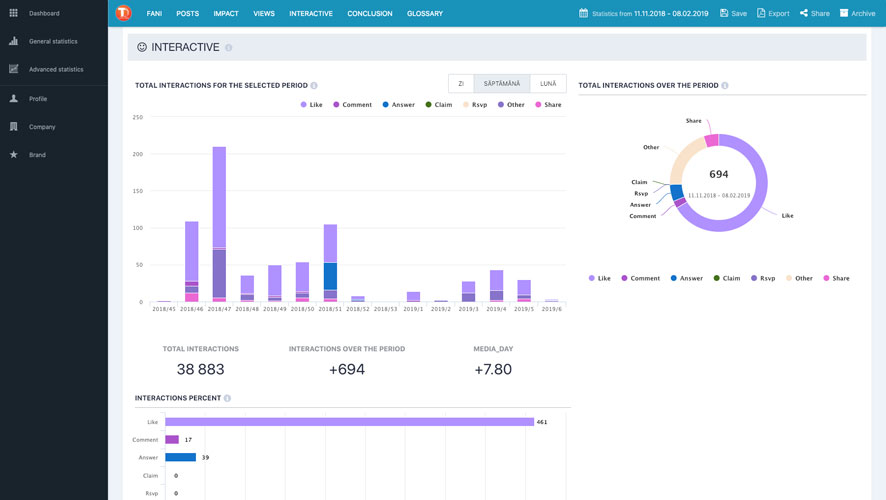 FANI POSTS IMPACT VIEWS INTERACTIVE CONCLUSION GLOSSARY Statistics from 11.11.2018 - 08.02.2019 Save Export Share Archive
Dashboard
General statistics
Advanced statistics
Profile
Company
Brand
INTERACTIVE
TOTAL INTERACTIONS FOR THE SELECTED PERIOD
ZI SĂPTĂMÂNĂ LUNĂ
Like Comment Answer Claim Rsvp Other Share
250
200
150
100
50
0
2018/45 2018/46 2018/47 2018/48 2018/49 2018/50 2018/51 2018/52 2018/53 2019/1 2019/2 2019/3 2019/4 2019/5 2019/6
TOTAL INTERACTIONS OVER THE PERIOD
Share
Other
Claim
Rsvp
Answer
Comment
Like
694
11.11.2018 - 08.02.2019
Like Comment Answer Claim Rsvp Other Share
TOTAL INTERACTIONS
38 883
INTERACTIONS OVER THE PERIOD
+694
MEDIA_DAY
+7.80
INTERACTIONS PERCENT
Like 461
Comment 17
Answer 39
Claim 0
Rsvp 0